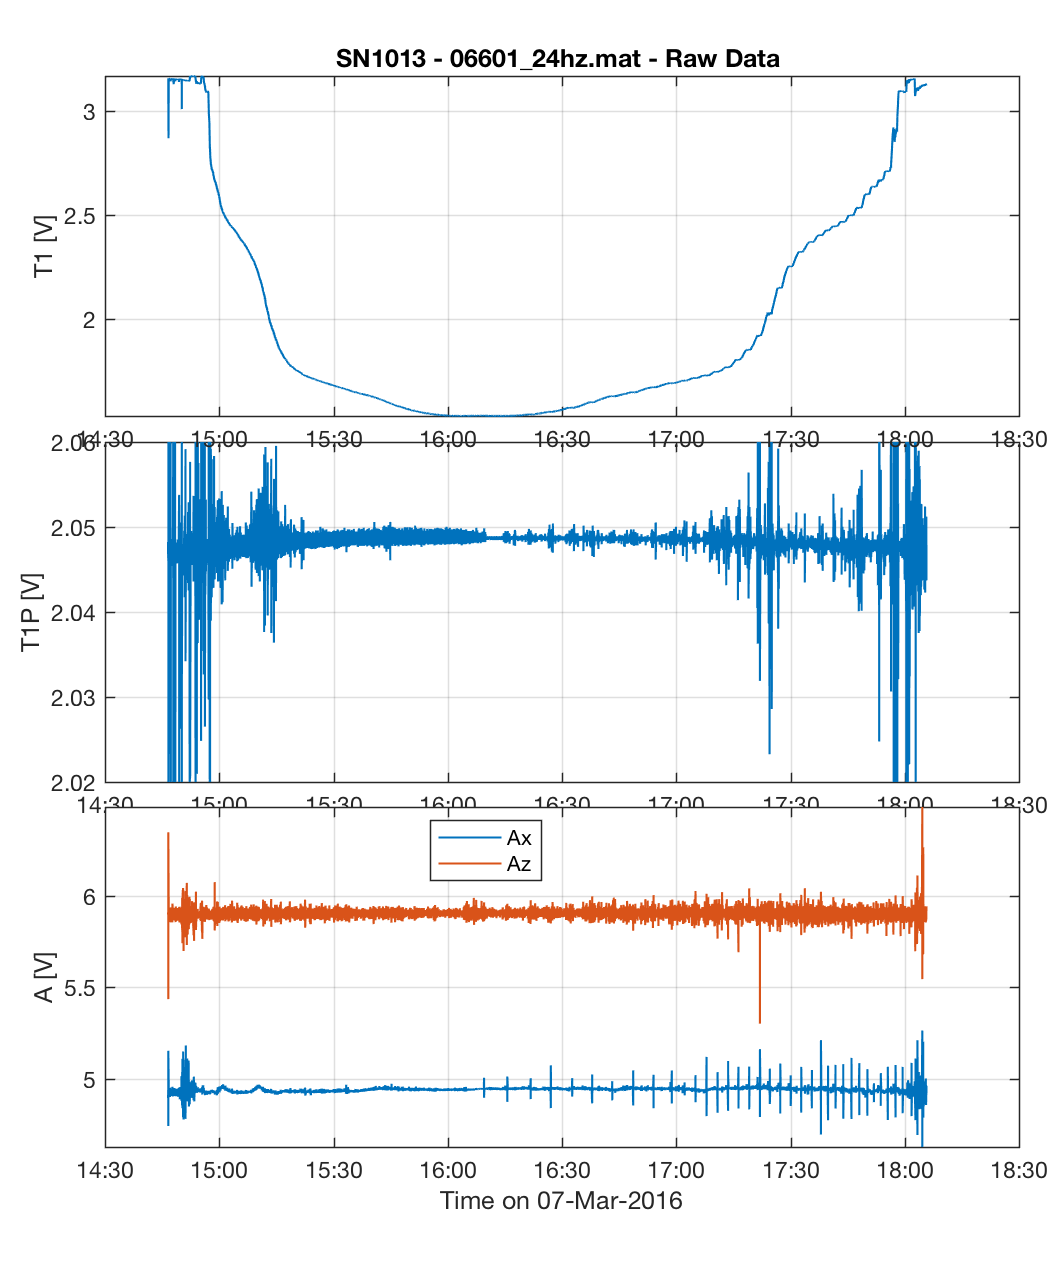 SN1013 - 06601_24hz.mat - Raw Data
3
2.5
2
T1 [V]
14:30 15:00 15:30 16:00 16:30 17:00 17:30 18:00 18:30
2.06
2.05
2.04
2.03
2.02
T1P [V]
14:30 15:00 15:30 16:00 16:30 17:00 17:30 18:00 18:30
Ax
Az
6
5.5
5
A [V]
14:30 15:00 15:30 16:00 16:30 17:00 17:30 18:00 18:30
Time on 07-Mar-2016